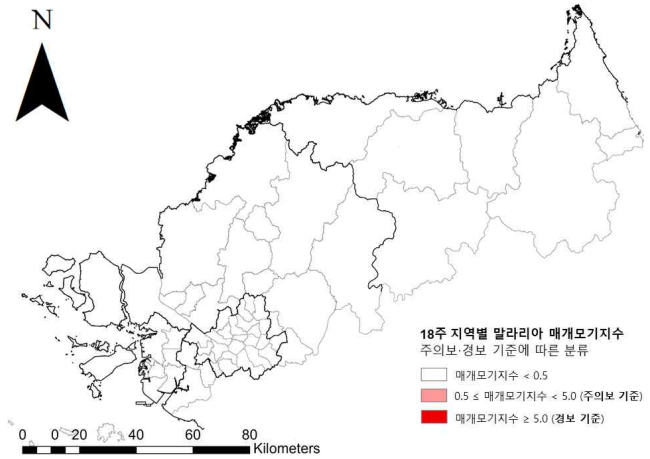 N
18주 지역별 말라리아 매개모기지수
주의보·경보 기준에 따른 분류
매개모기지수 < 0.5
0.5 ≤ 매개모기지수 < 5.0 (주의보 기준)
매개모기지수 ≥ 5.0 (경보 기준)
0 0 20 40 60 80
Kilometers